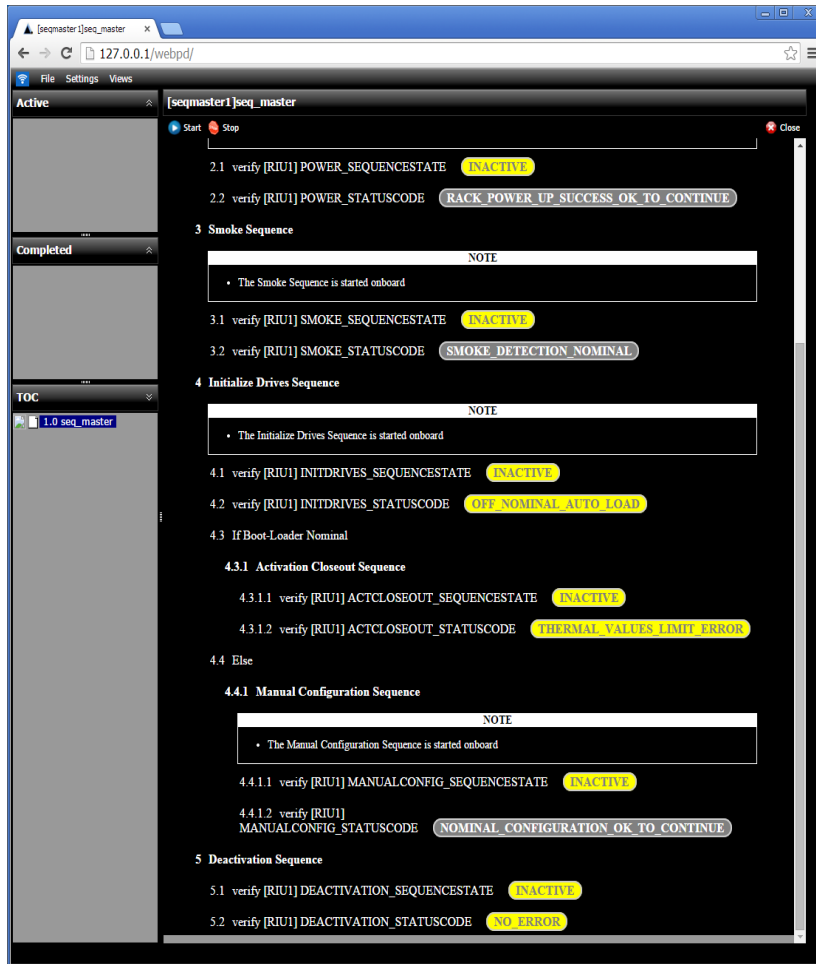 [seqmaster1]seq_master
127.0.0.1/webpd/
File Settings Views
Active
[seqmaster1]seq_master
Start Stop Close
2.1 verify [RIU1] POWER_SEQUENCESTATE INACTIVE
2.2 verify [RIU1] POWER_STATUSCODE RACK_POWER_UP_SUCCESS_OK_TO_CONTINUE
3 Smoke Sequence
Completed
NOTE
• The Smoke Sequence is started onboard
3.1 verify [RIU1] SMOKE_SEQUENCESTATE INACTIVE
3.2 verify [RIU1] SMOKE_STATUSCODE SMOKE_DETECTION_NOMINAL
4 Initialize Drives Sequence
TOC
1.0 seq_master
NOTE
• The Initialize Drives Sequence is started onboard
4.1 verify [RIU1] INITDRIVES_SEQUENCESTATE INACTIVE
4.2 verify [RIU1] INITDRIVES_STATUSCODE OFF_NOMINAL_AUTO_LOAD
4.3 If Boot-Loader Nominal
4.3.1 Activation Closeout Sequence
4.3.1.1 verify [RIU1] ACTCLOSEOUT_SEQUENCESTATE INACTIVE
4.3.1.2 verify [RIU1] ACTCLOSEOUT_STATUSCODE THERMAL_VALUES_LIMIT_ERROR
4.4 Else
4.4.1 Manual Configuration Sequence
NOTE
• The Manual Configuration Sequence is started onboard
4.4.1.1 verify [RIU1] MANUALCONFIG_SEQUENCESTATE INACTIVE
4.4.1.2 verify [RIU1]
MANUALCONFIG_STATUSCODE NOMINAL_CONFIGURATION_OK_TO_CONTINUE
5 Deactivation Sequence
5.1 verify [RIU1] DEACTIVATION_SEQUENCESTATE INACTIVE
5.2 verify [RIU1] DEACTIVATION_STATUSCODE NO_ERROR